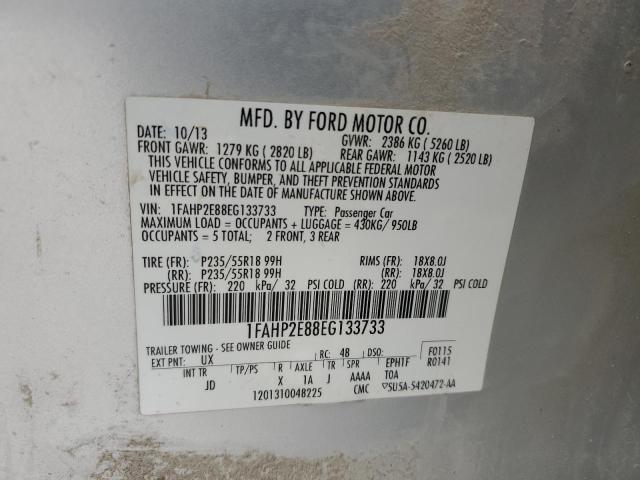 MFD. BY FORD MOTOR CO.
DATE: 10/13 GVWR: 2386 KG ( 5260 LB)
FRONT GAWR: 1279 KG ( 2820 LB) REAR GAWR: 1143 KG ( 2520 LB)
THIS VEHICLE CONFORMS TO ALL APPLICABLE FEDERAL MOTOR
VEHICLE SAFETY, BUMPER, AND THEFT PREVENTION STANDARDS
IN EFFECT ON THE DATE OF MANUFACTURE SHOWN ABOVE.
VIN: 1FAHP2E88EG133733 TYPE: Passenger Car
MAXIMUM LOAD = OCCUPANTS + LUGGAGE = 430KG/ 950LB
OCCUPANTS = 5 TOTAL; 2 FRONT, 3 REAR
TIRE (FR): P235/55R18 99H RIMS (FR): 18X8.0J
(RR): P235/55R18 99H (RR): 18X8.0J
PRESSURE (FR): 220 kPa/ 32 PSI COLD (RR): 220 kPa/ 32 PSI COLD
1FAHP2E88EG133733
TRAILER TOWING - SEE OWNER GUIDE
EXT PNT: UX RC: 48 DSO: F0115
INT TR TP/PS R AXLE TR SPR EPH1F R0141
JD X 1A J AAAA TOA
1201310048225 CMC ▽5U5A-5420472-AA